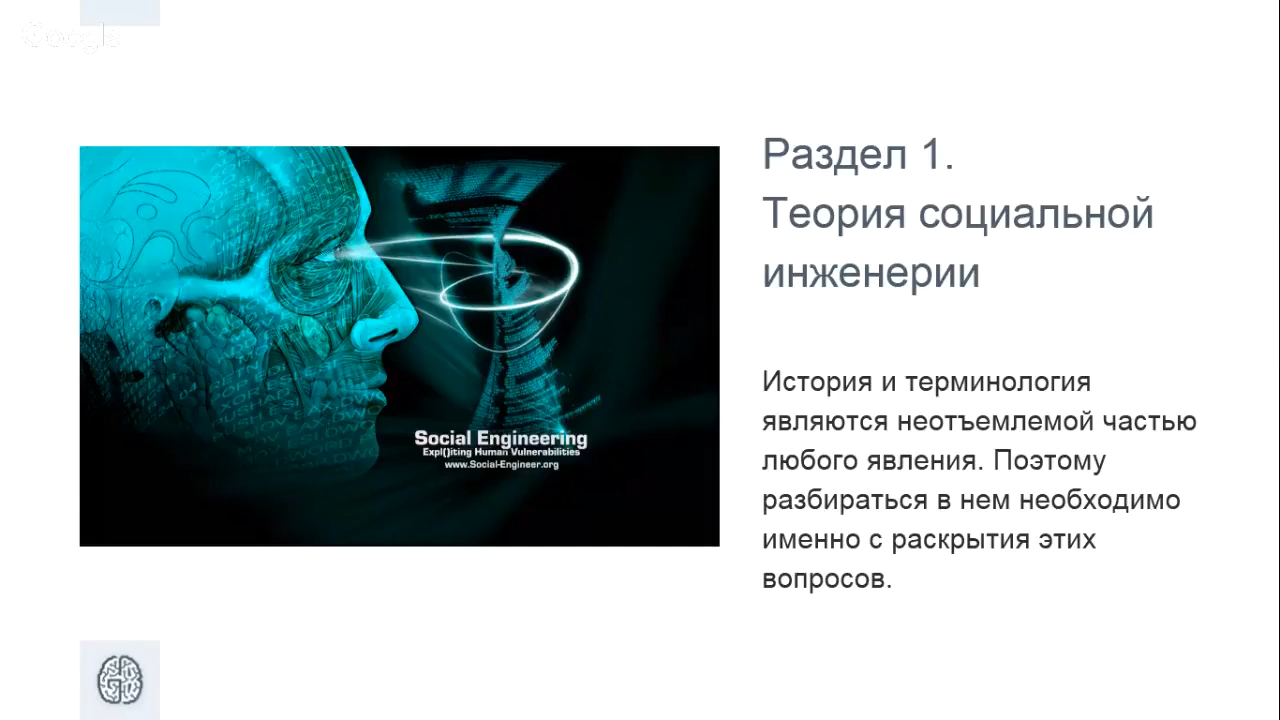 Google
Раздел 1.
Теория социальной
инженерии
История и терминология
являются неотъемлемой частью
любого явления. Поэтому
разбираться в нем необходимо
именно с раскрытия этих
вопросов.
Social Engineering
Expl()iting Human Vulnerabilities
www.Social-Engineer.org